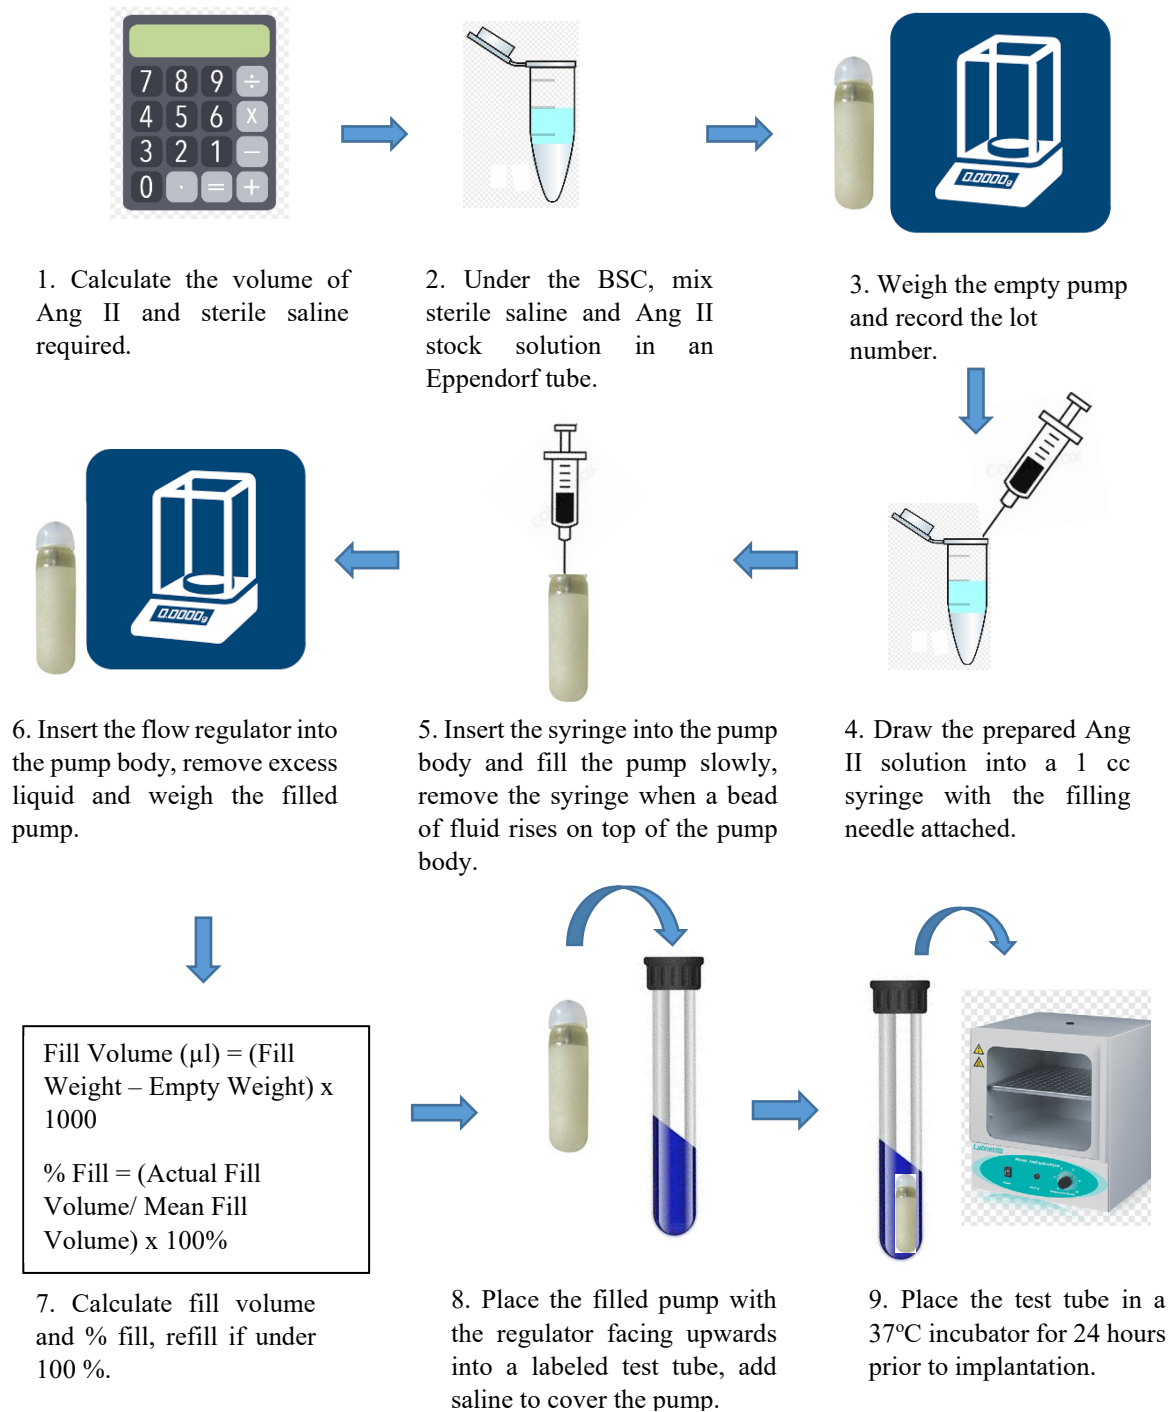 7 8 9 ÷
4 5 6 x
3 2 1 −
0 · = +
0.0000g
1. Calculate the volume of
Ang II and sterile saline
required.
2. Under the BSC, mix
sterile saline and Ang II
stock solution in an
Eppendorf tube.
3. Weigh the empty pump
and record the lot
number.
0.0000g
6. Insert the flow regulator into
the pump body, remove excess
liquid and weigh the filled
pump.
5. Insert the syringe into the pump
body and fill the pump slowly,
remove the syringe when a bead
of fluid rises on top of the pump
body.
4. Draw the prepared Ang
II solution into a 1 cc
syringe with the filling
needle attached.
Fill Volume (µl) = (Fill
Weight – Empty Weight) x
1000
% Fill = (Actual Fill
Volume/ Mean Fill
Volume) x 100%
7. Calculate fill volume
and % fill, refill if under
100 %.
Labnet
MINI INCUBATOR
8. Place the filled pump with
the regulator facing upwards
into a labeled test tube, add
saline to cover the pump.
9. Place the test tube in a
37ºC incubator for 24 hours
prior to implantation.